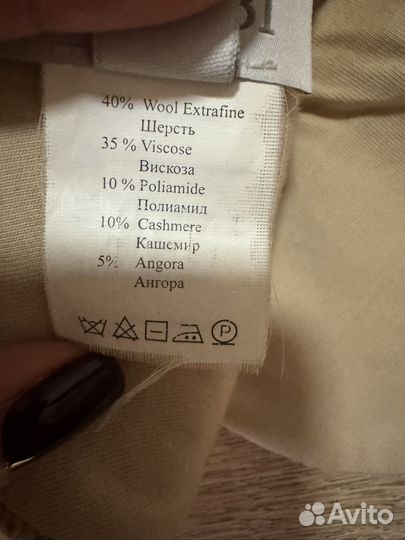 40% Wool Extrafine
Шерсть
35 % Viscose
Вискоза
10 % Poliamide
Полиамид
10% Cashmere
Кашемир
5% Angora
Ангора
P
Avito